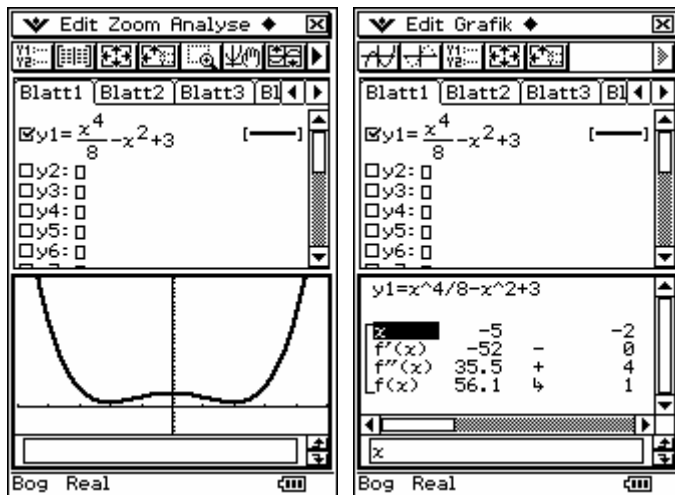 Edit Zoom Analyse ◆
Blatt1 Blatt2 Blatt3 Bl
y1=x^4/8-x^2+3 [—]
y2:
y3:
y4:
y5:
y6:
Bog Real
Edit Grafik ◆
Blatt1 Blatt2 Blatt3 Bl
y1=x^4/8-x^2+3 [—]
y2:
y3:
y4:
y5:
y6:
y1=x^4/8-x^2+3
x -5 -2
f'(x) -52 - 0
f''(x) 35.5 + 4
f(x) 56.1 ↳ 1
x
Bog Real